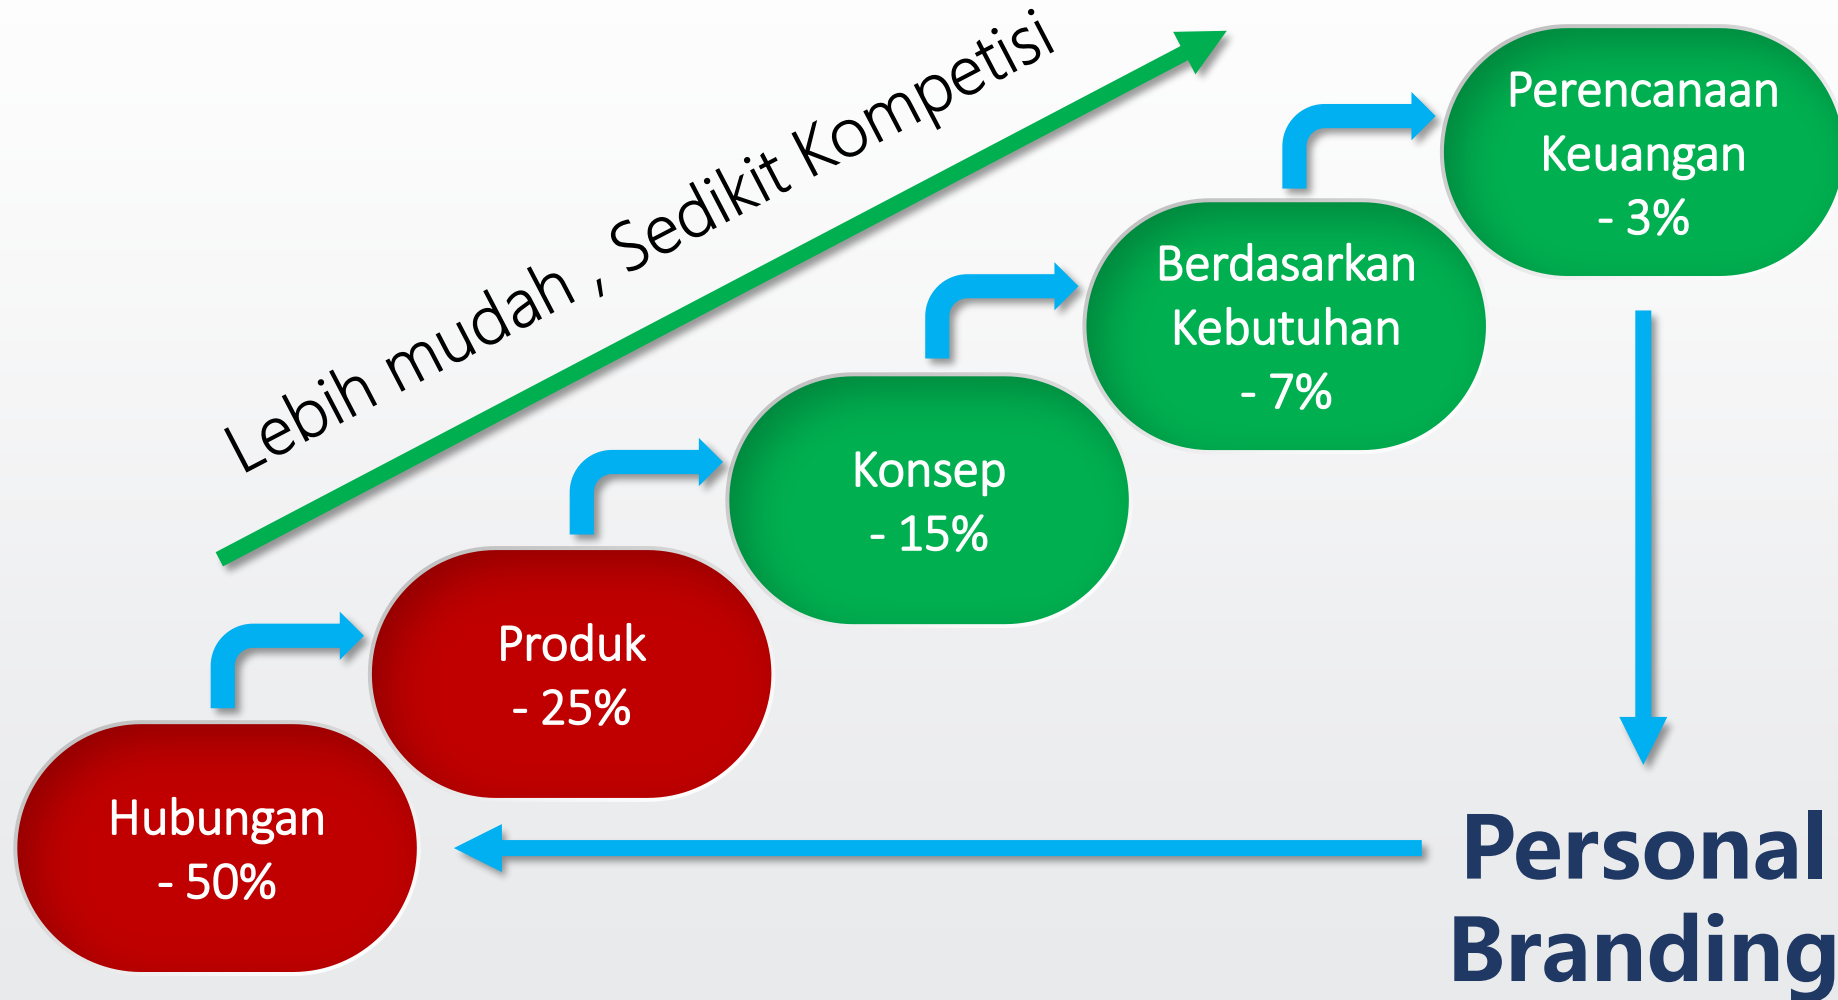 Lebih mudah , Sedikit Kompetisi
Perencanaan
Keuangan
- 3%
Berdasarkan
Kebutuhan
- 7%
Konsep
- 15%
Produk
- 25%
Hubungan
- 50%
Personal
Branding